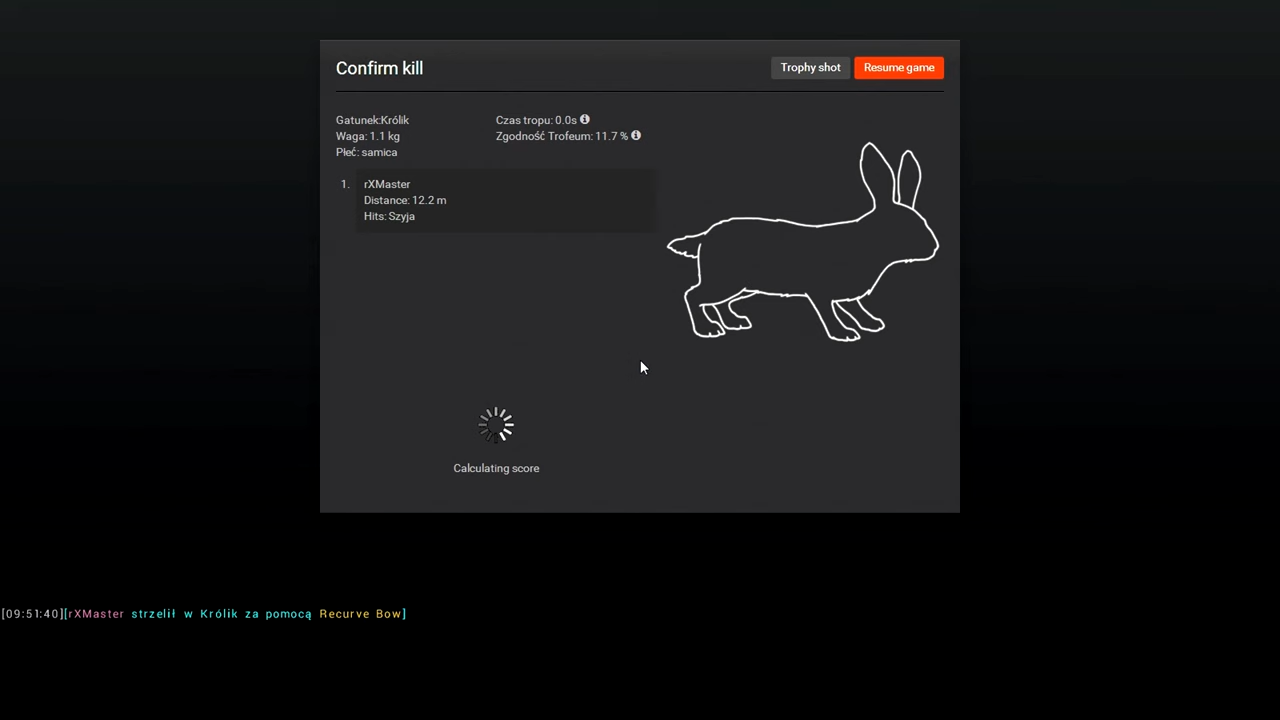 Confirm kill
Trophy shot
Resume game
Gatunek:Królik
Waga: 1.1 kg
Płeć: samica
Czas tropu: 0.0s
Zgodność Trofeum: 11.7 %
1.
rXMaster
Distance: 12.2 m
Hits: Szyja
Calculating score
[09:51:40][rXMaster strzelił w Królik za pomocą Recurve Bow]